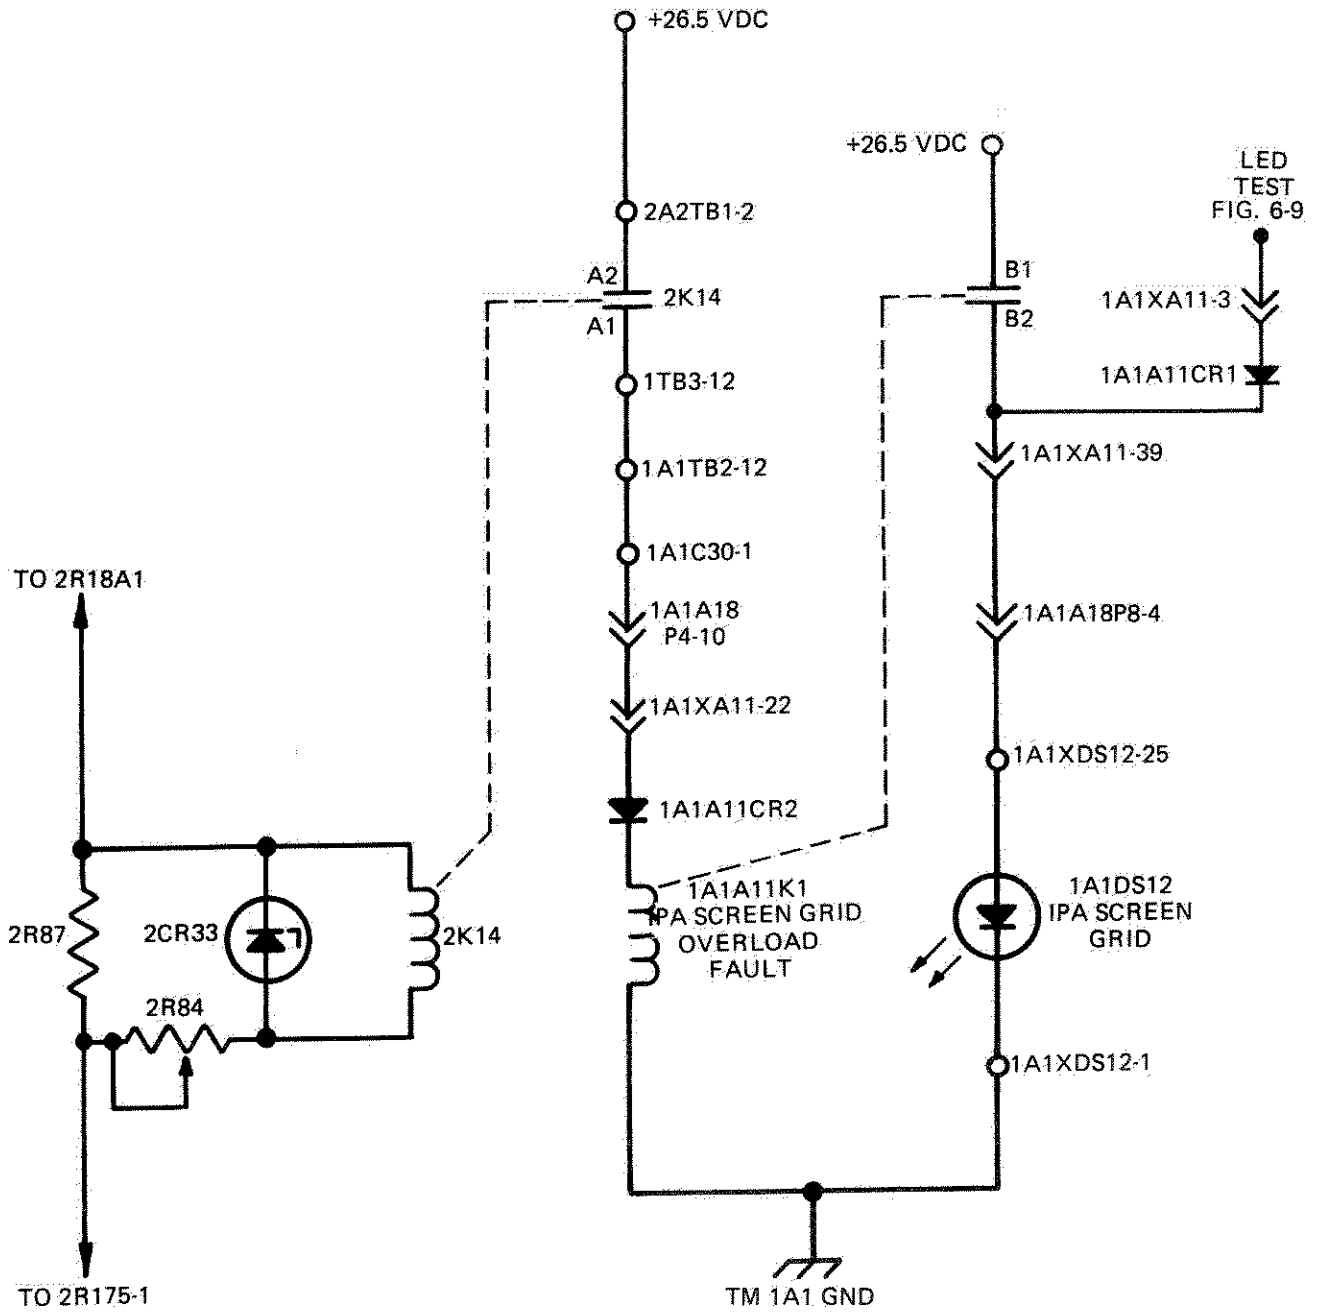 +26.5 VDC
+26.5 VDC
LED
TEST
FIG. 6-9
2A2TB1-2
A2
2K14
A1
B1
B2
1A1XA11-3
1A1A11CR1
1TB3-12
1A1TB2-12
1A1XA11-39
1A1C30-1
TO 2R18A1
1A1A18
P4-10
1A1A18P8-4
1A1XA11-22
1A1XDS12-25
1A1A11CR2
2R87
2CR33
2K14
2R84
1A1A11K1
IPA SCREEN GRID
OVERLOAD
FAULT
1A1DS12
IPA SCREEN
GRID
1A1XDS12-1
TO 2R175-1
TM 1A1 GND